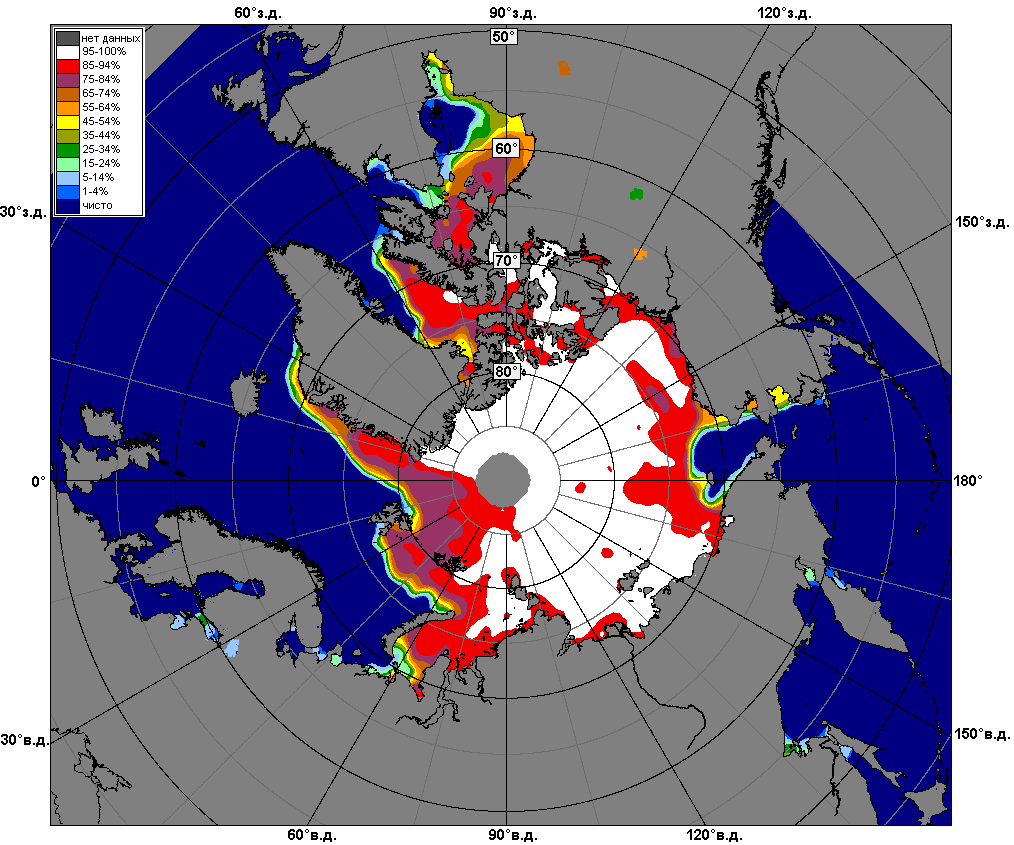 60°з.д.
90°з.д.
120°з.д.
50°
нет данных
95-100%
85-94%
75-84%
65-74%
55-64%
45-54%
35-44%
25-34%
15-24%
5-14%
1-4%
чисто
60°
30°з.д.
150°з.д.
70°
80°
0°
180°
30°в.д.
150°в.д.
60°в.д.
90°в.д.
120°в.д.